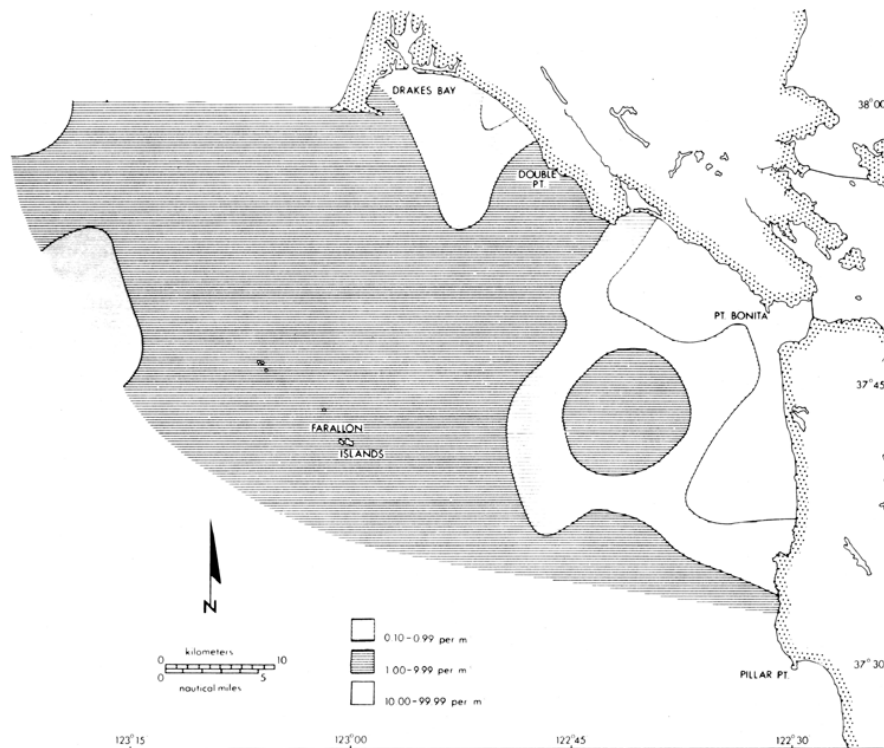 DRAKES BAY
38°00
DOUBLE
PT.
PT. BONITA
37°45
FARALLON
ISLANDS
N
kilometers
0 10
0 5
nautical miles
0.10-0.99 per m
1.00-9.99 per m
10.00-99.99 per m
PILLAR PT.
37°30
123°15
123°00
122°45
122°30